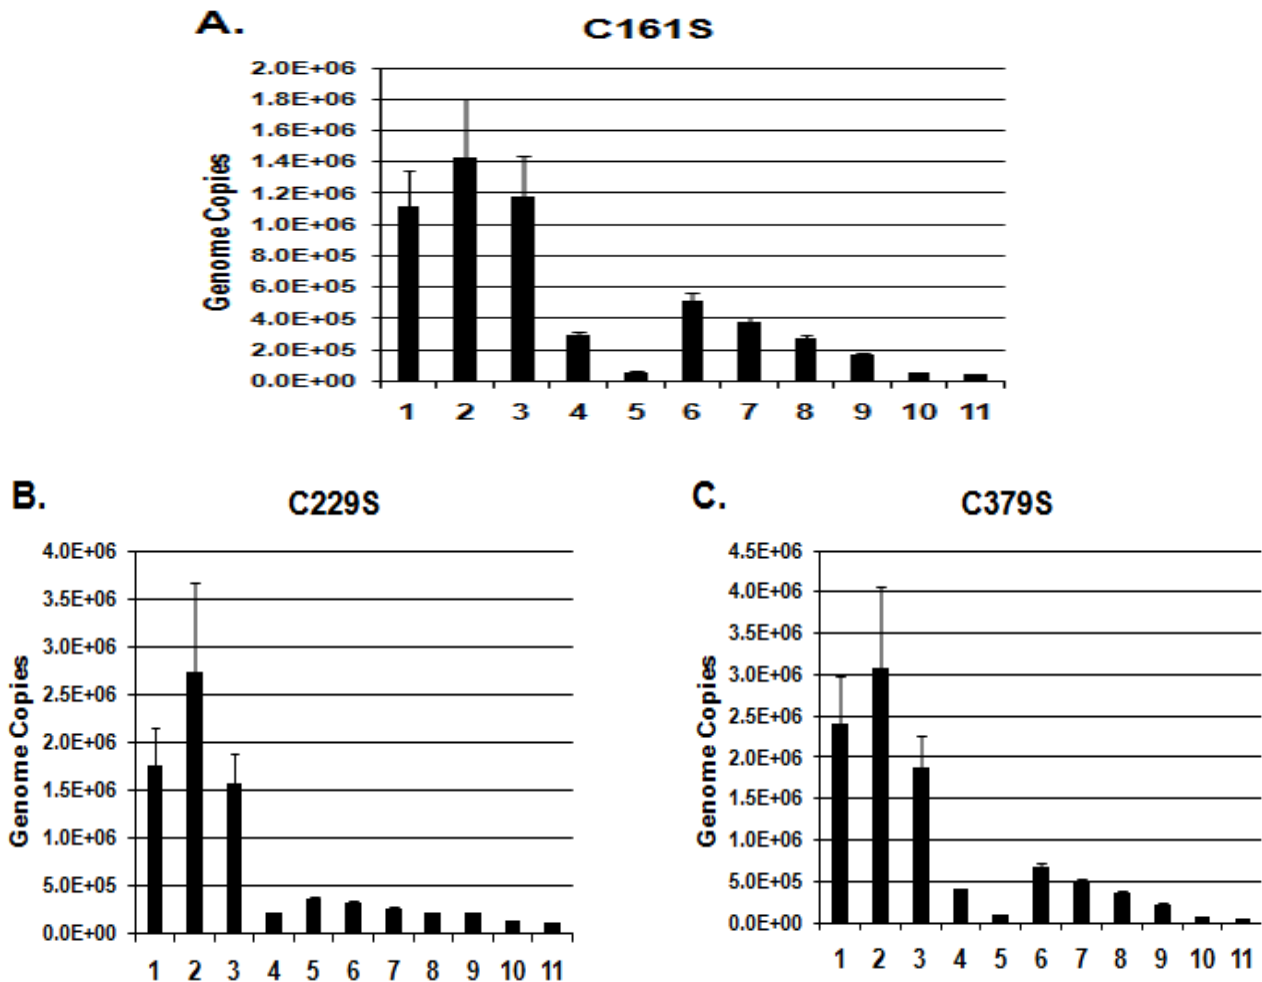 A.
C161S
Genome Copies
2.0E+06
1.8E+06
1.6E+06
1.4E+06
1.2E+06
1.0E+06
8.0E+05
6.0E+05
4.0E+05
2.0E+05
0.0E+00
1 2 3 4 5 6 7 8 9 10 11
B.
C229S
Genome Copies
4.0E+06
3.5E+06
3.0E+06
2.5E+06
2.0E+06
1.5E+06
1.0E+06
5.0E+05
0.0E+00
1 2 3 4 5 6 7 8 9 10 11
C.
C379S
Genome Copies
4.5E+06
4.0E+06
3.5E+06
3.0E+06
2.5E+06
2.0E+06
1.5E+06
1.0E+06
5.0E+05
0.0E+00
1 2 3 4 5 6 7 8 9 10 11